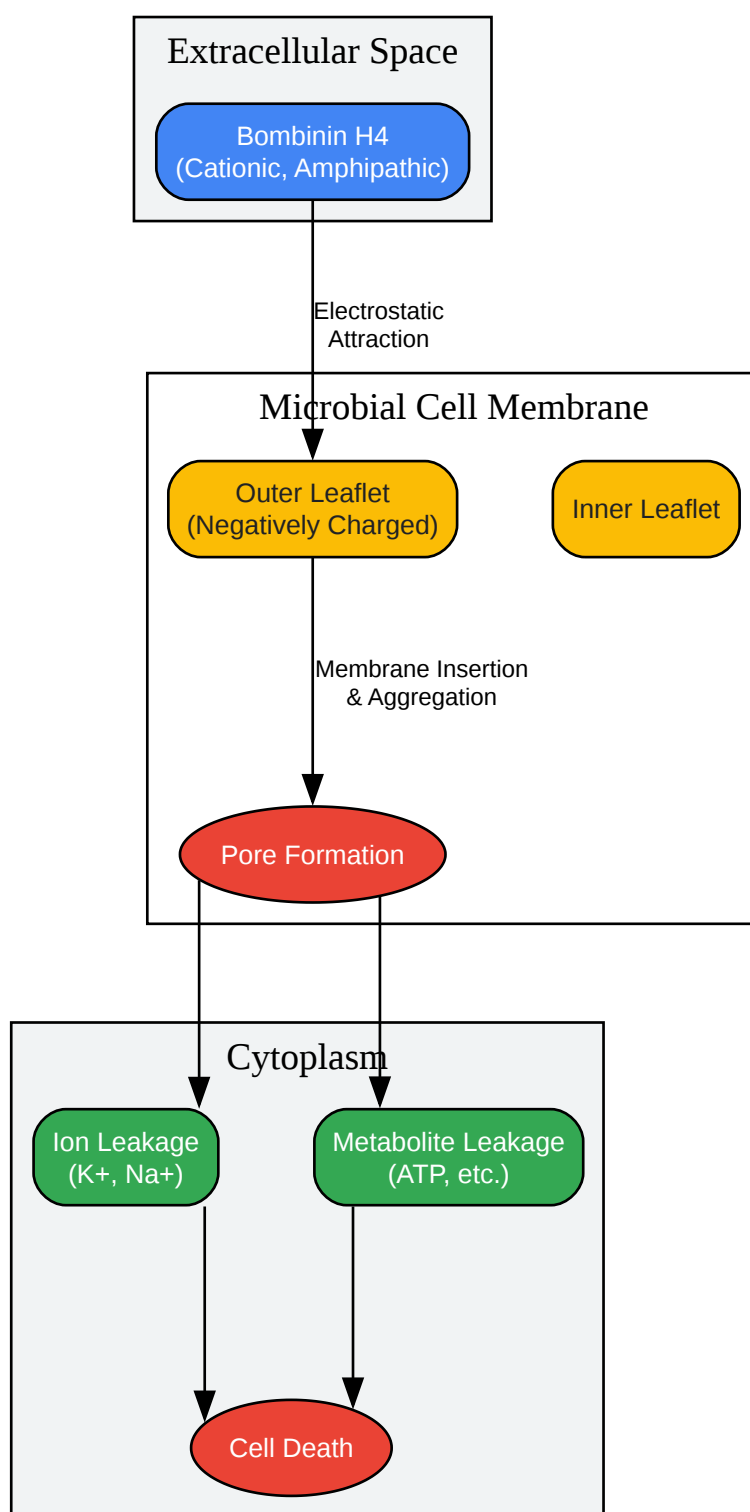 Extracellular Space
Bombinin H4
(Cationic, Amphipathic)
Electrostatic
Attraction
Microbial Cell Membrane
Outer Leaflet
(Negatively Charged)
Inner Leaflet
Membrane Insertion
& Aggregation
Pore Formation
Cytoplasm
Ion Leakage
(K+, Na+)
Metabolite Leakage
(ATP, etc.)
Cell Death